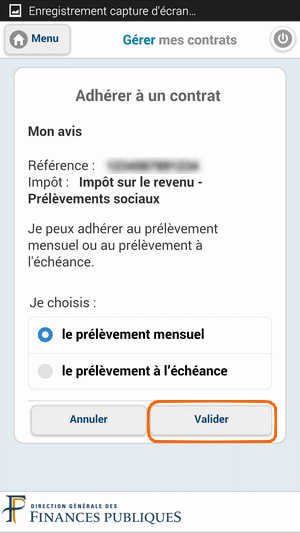 Enregistrement capture d'écran...
Menu
Gérer mes contrats
Adhérer à un contrat
Mon avis
Référence :
Impôt : Impôt sur le revenu -
Prélèvements sociaux
Je peux adhérer au prélèvement
mensuel ou au prélèvement à
l'échéance.
Je choisis :
le prélèvement mensuel
le prélèvement à l'échéance
Annuler
Valider
DIRECTION GÉNÉRALE DES
FINANCES PUBLIQUES